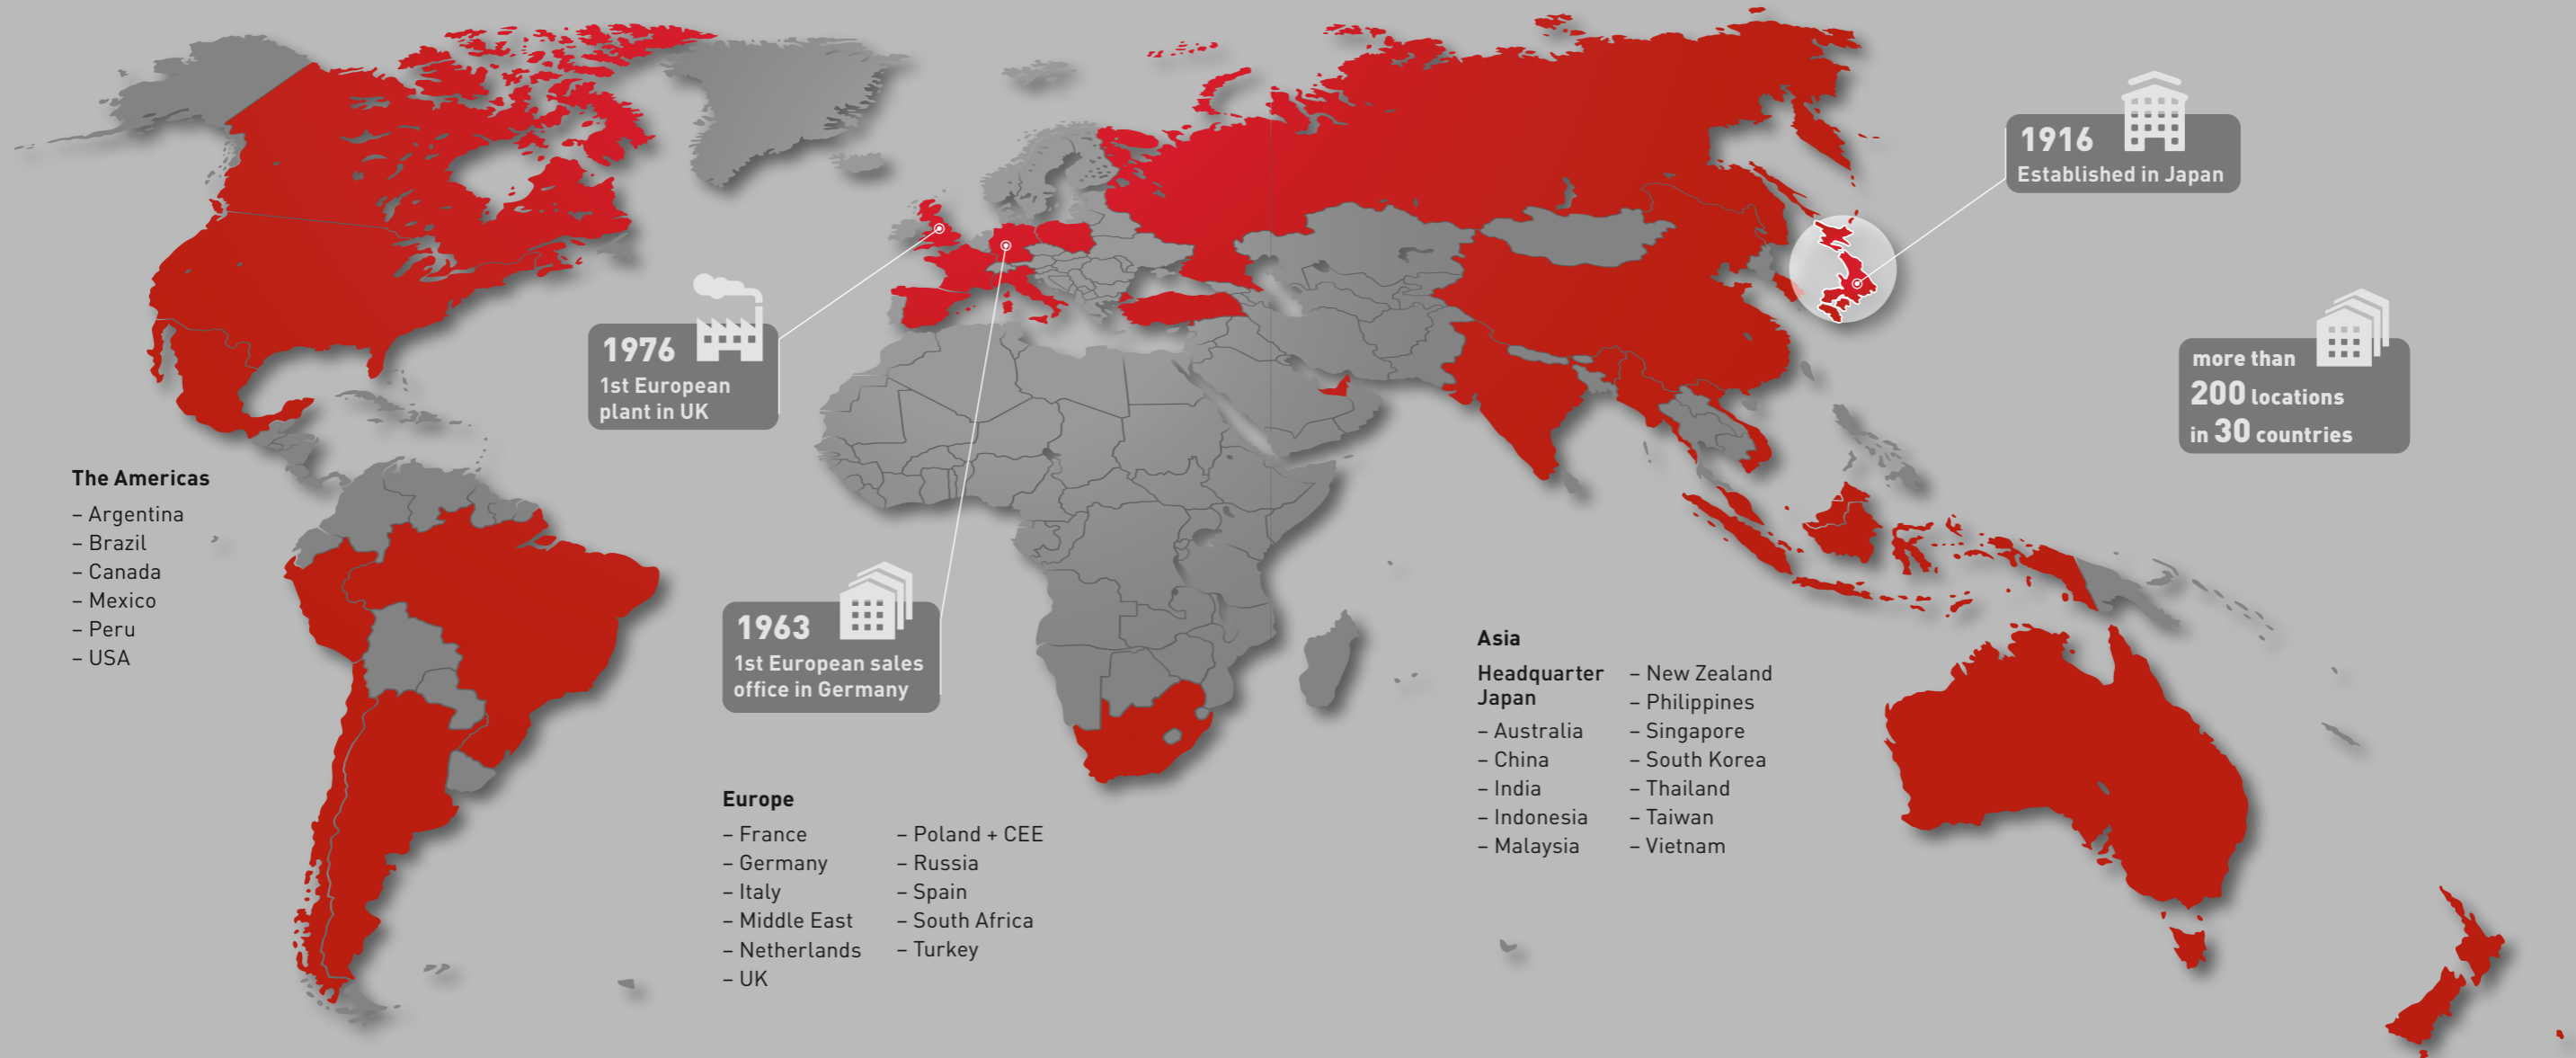 1916
Established in Japan
1976
1st European
plant in UK
more than
200 locations
in 30 countries
1963
1st European sales
office in Germany
The Americas
– Argentina
– Brazil
– Canada
– Mexico
– Peru
– USA
Europe
– France
– Germany
– Italy
– Middle East
– Netherlands
– UK
– Poland + CEE
– Russia
– Spain
– South Africa
– Turkey
Asia
Headquarter
Japan
– Australia
– China
– India
– Indonesia
– Malaysia
– New Zealand
– Philippines
– Singapore
– South Korea
– Thailand
– Taiwan
– Vietnam